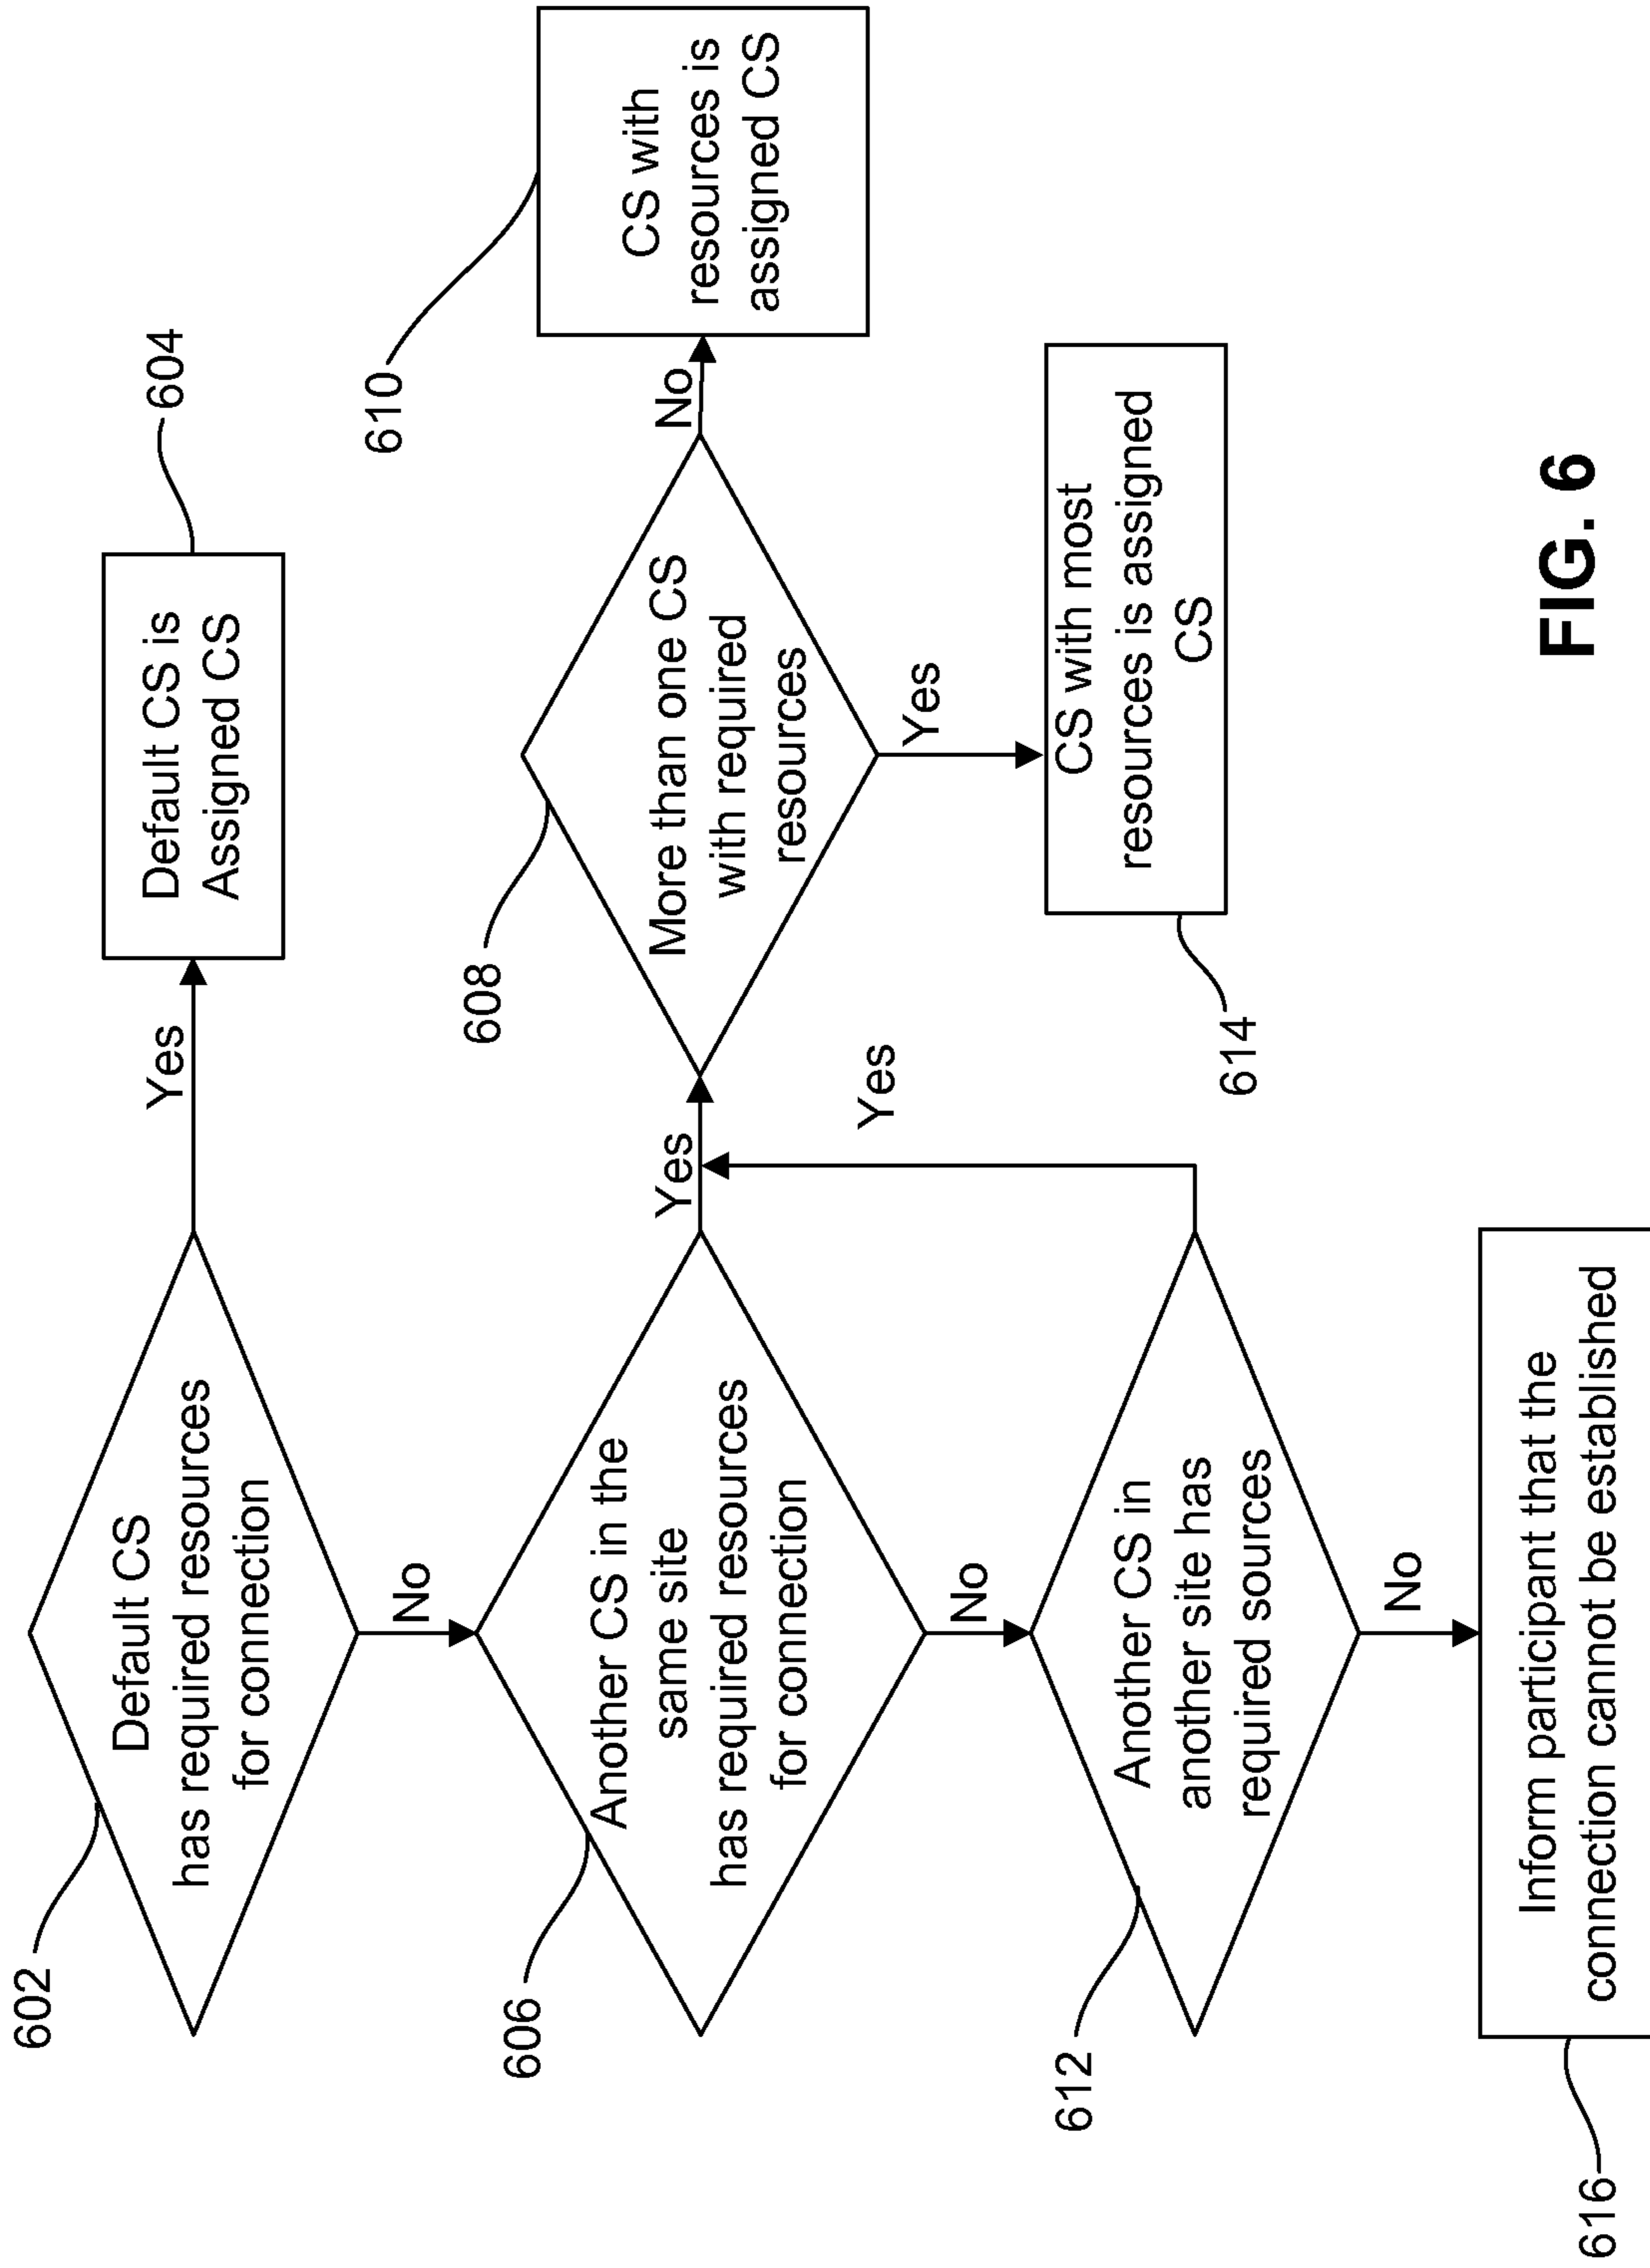 602
Default CS
has required resources
for connection
Yes
604
Default CS is
Assigned CS
No
606
Another CS in the
same site
has required resources
for connection
Yes
608
More than one CS
with required
resources
No
610
CS with
resources is
assigned CS
Yes
614
CS with most
resources is assigned
CS
No
612
Another CS in
another site has
required sources
Yes
No
616
Inform participant that the
connection cannot be established
FIG. 6